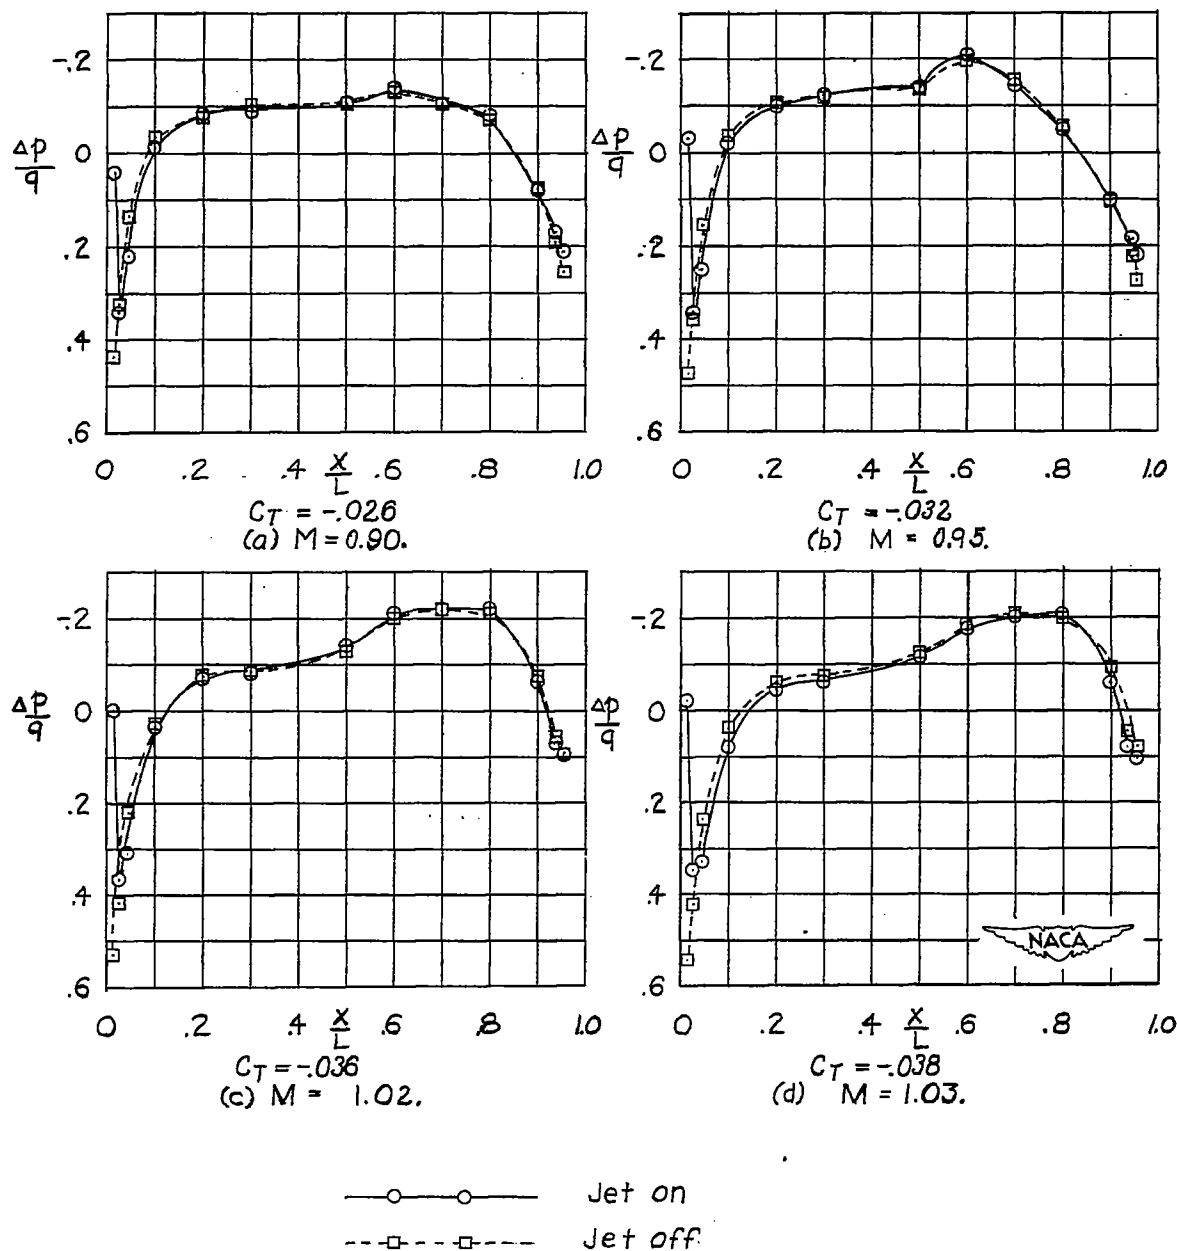 -.2
0
.2
.4
.6
Δp/q
0 .2 .4 X/L .6 .8 1.0
C_T = -.026
(a) M = 0.90.
-.2
0
.2
.4
.6
Δp/q
0 .2 .4 X/L .6 .8 1.0
C_T = -.032
(b) M = 0.95.
-.2
0
.2
.4
.6
Δp/q
0 .2 .4 X/L .6 .8 1.0
C_T = -.036
(c) M = 1.02.
-.2
0
.2
.4
.6
Δp/q
NACA
0 .2 .4 X/L .6 .8 1.0
C_T = -.038
(d) M = 1.03.
Jet on
Jet off